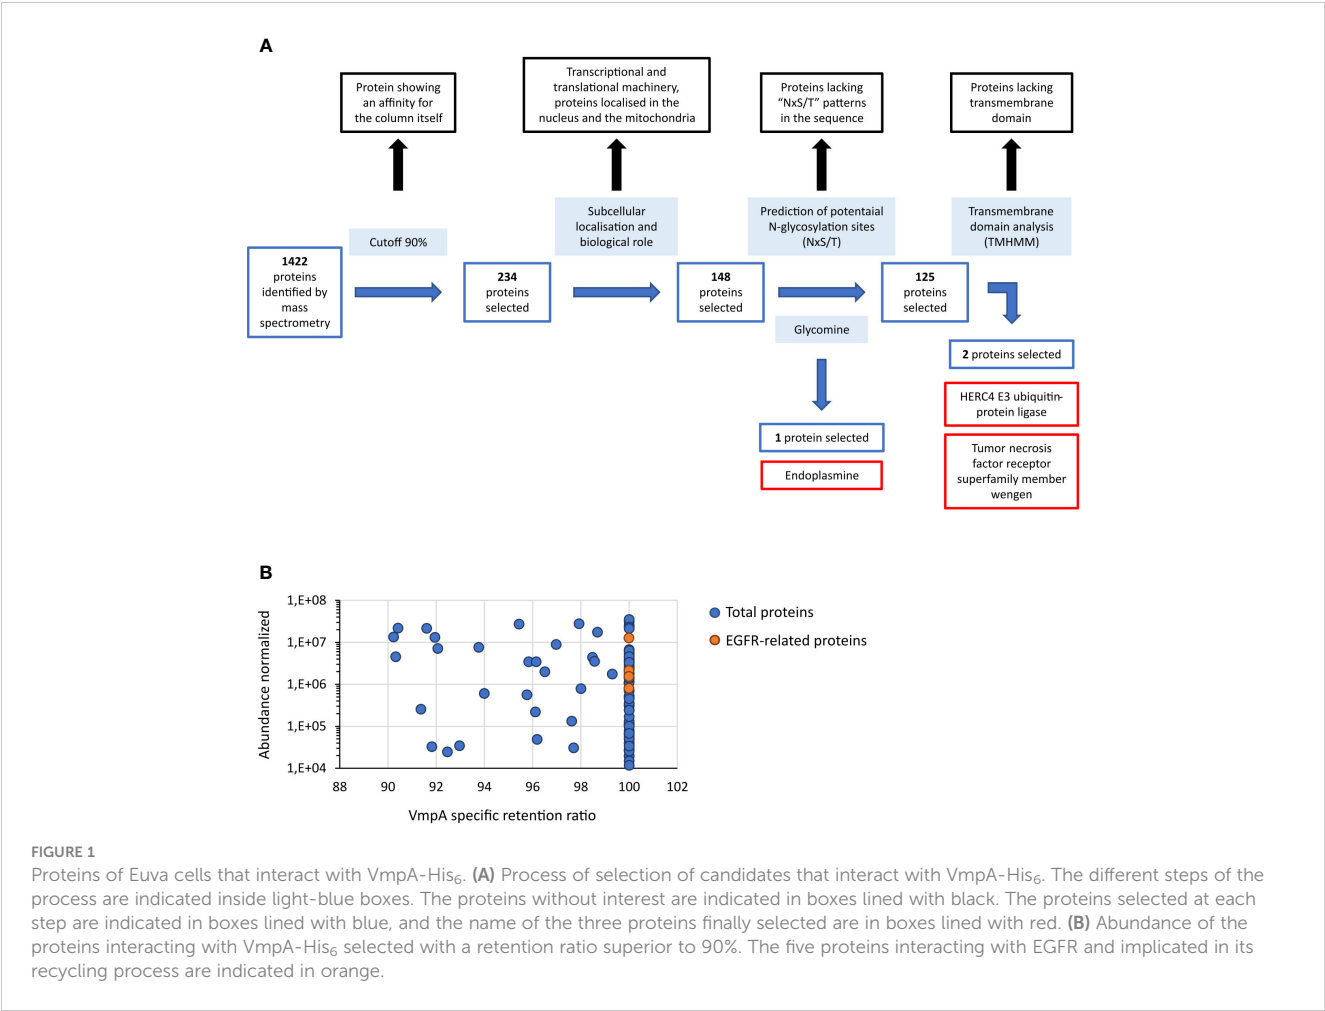 A
Protein showing
an affinity for
the column itself
Transcriptional and
translational machinery,
proteins localised in the
nucleus and the mitochondria
Proteins lacking
“NxS/T” patterns
in the sequence
Proteins lacking
transmembrane
domain
Cutoff 90%
Subcellular
localisation and
biological role
Prediction of potentaial
N-glycosylation sites
(NxS/T)
Transmembrane
domain analysis
(TMHMM)
1422
proteins
identified by
mass
spectrometry
234
proteins
selected
148
proteins
selected
125
proteins
selected
Glycomine
2 proteins selected
HERC4 E3 ubiquitin-
protein ligase
1 protein selected
Endoplasmine
Tumor necrosis
factor receptor
superfamily member
wengen
B
Abundance normalized
1,E+08
1,E+07
1,E+06
1,E+05
1,E+04
88 90 92 94 96 98 100 102
VmpA specific retention ratio
Total proteins
EGFR-related proteins
FIGURE 1
Proteins of Euva cells that interact with VmpA-His6. (A) Process of selection of candidates that interact with VmpA-His6. The different steps of the
process are indicated inside light-blue boxes. The proteins without interest are indicated in boxes lined with black. The proteins selected at each
step are indicated in boxes lined with blue, and the name of the three proteins finally selected are in boxes lined with red. (B) Abundance of the
proteins interacting with VmpA-His6 selected with a retention ratio superior to 90%. The five proteins interacting with EGFR and implicated in its
recycling process are indicated in orange.